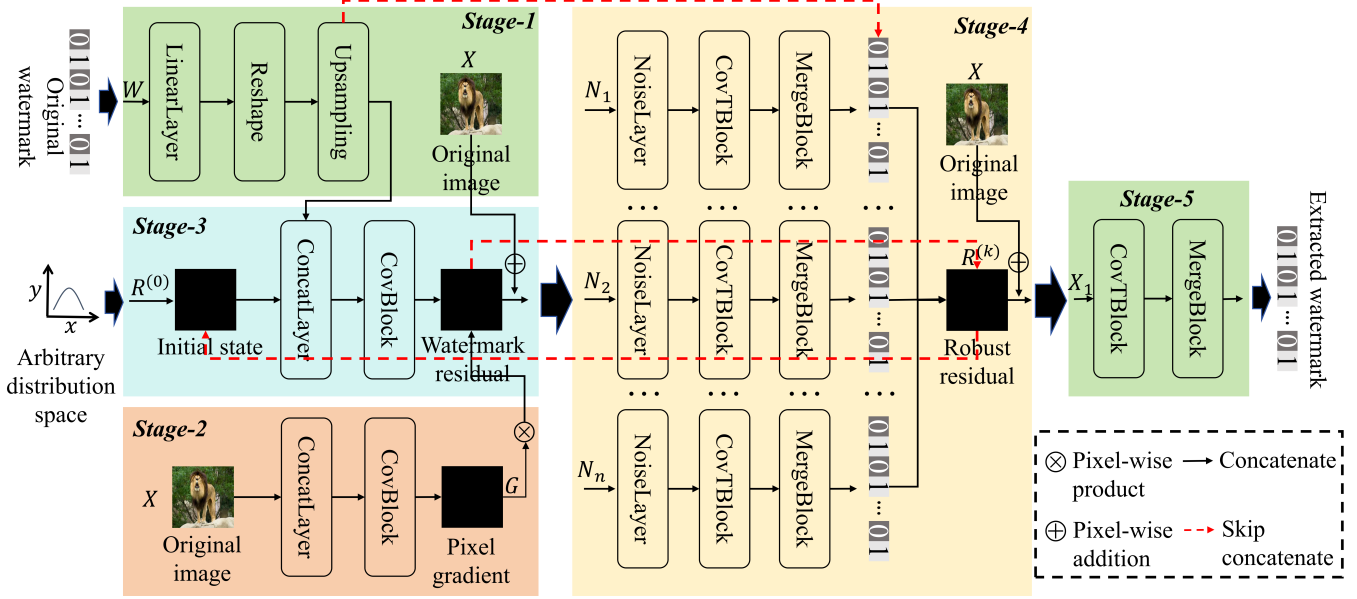 Stage-1
Original
watermark
0 1 0 1 ... 0 1
W
LinearLayer
Reshape
Upsampling
X
Original
image
Stage-3
y
x
Arbitrary
distribution
space
R^(0)
Initial state
ConcatLayer
CovBlock
Watermark
residual
Stage-2
X
Original
image
ConcatLayer
CovBlock
Pixel
gradient
G
Stage-4
N_1
NoiseLayer
CovTBlock
MergeBlock
0 1 0 1 ... 0 1
... ... ... ...
N_2
NoiseLayer
CovTBlock
MergeBlock
0 1 0 1 ... 0 1
... ... ... ...
N_n
NoiseLayer
CovTBlock
MergeBlock
0 1 0 1 ... 0 1
X
Original
image
R^(k)
Robust
residual
Stage-5
X_1
CovTBlock
MergeBlock
0 1 0 1 ... 0 1
Extracted watermark
⊗ Pixel-wise
product
→ Concatenate
⊕ Pixel-wise
addition
Skip
concatenate